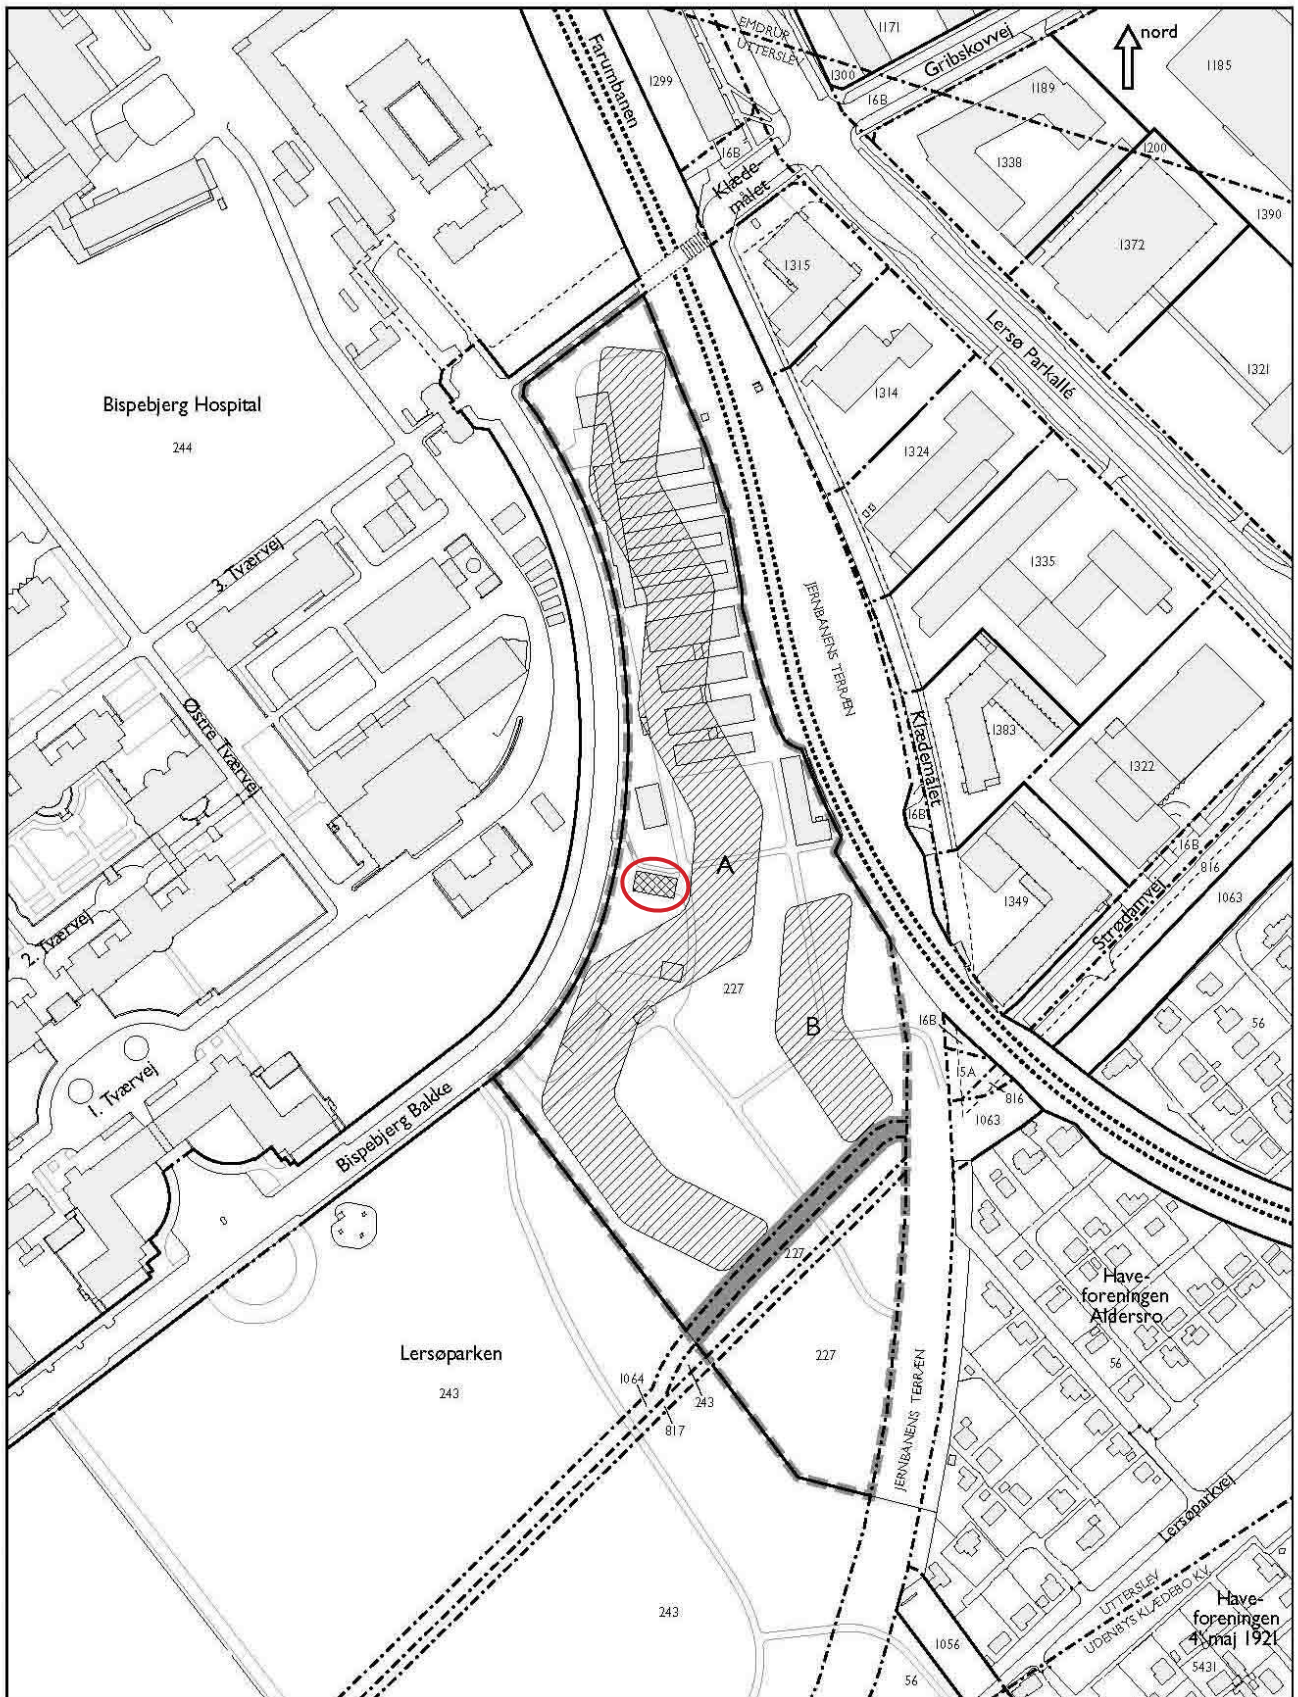 EMDRUP
UTTERSLEV
1171
nord
Farumbanen
1299
1300
Gribskovvej
16B
1189
1185
1338
1200
16B
Klæde-
målet
1390
1372
1315
Lersø Parkallé
1314
1321
Bispebjerg Hospital
244
1324
3. Tværvej
1335
JERNBANENS TERRÆN
Østre Tværvej
Klædemålet
1383
1322
16B
16B
816
1063
A
1349
Strødamvej
2. Tværvej
227
B
16B
56
15A
816
1. Tværvej
1063
Bispebjerg Bakke
227
Have-
foreningen
Aldersro
Lersøparken
243
227
56
1064
243
817
JERNBANENS TERRÆN
Lersøparkvej
UTTERSLEV
UDENBYS KLÆDEBO KV.
Have-
foreningen
4. maj 1921
243
1056
5431
56